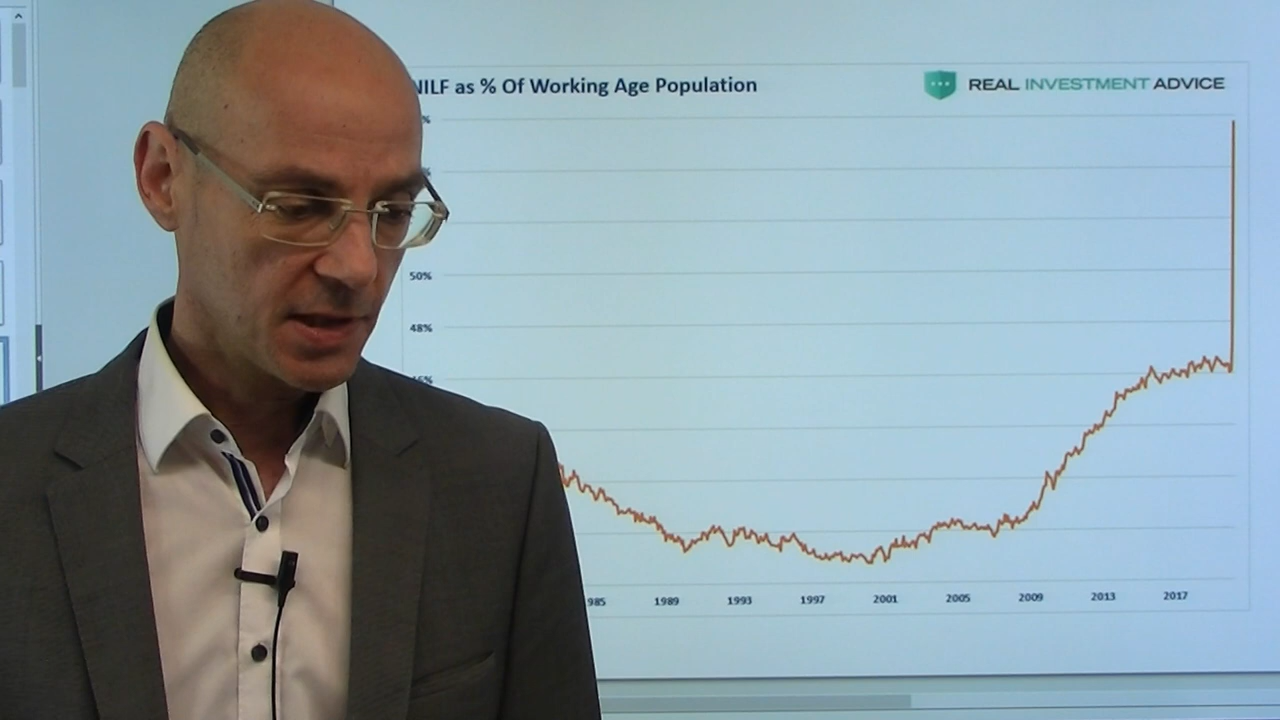 NILF as % Of Working Age Population
REAL INVESTMENT ADVICE
50%
48%
1989 1993 1997 2001 2005 2009 2013 2017